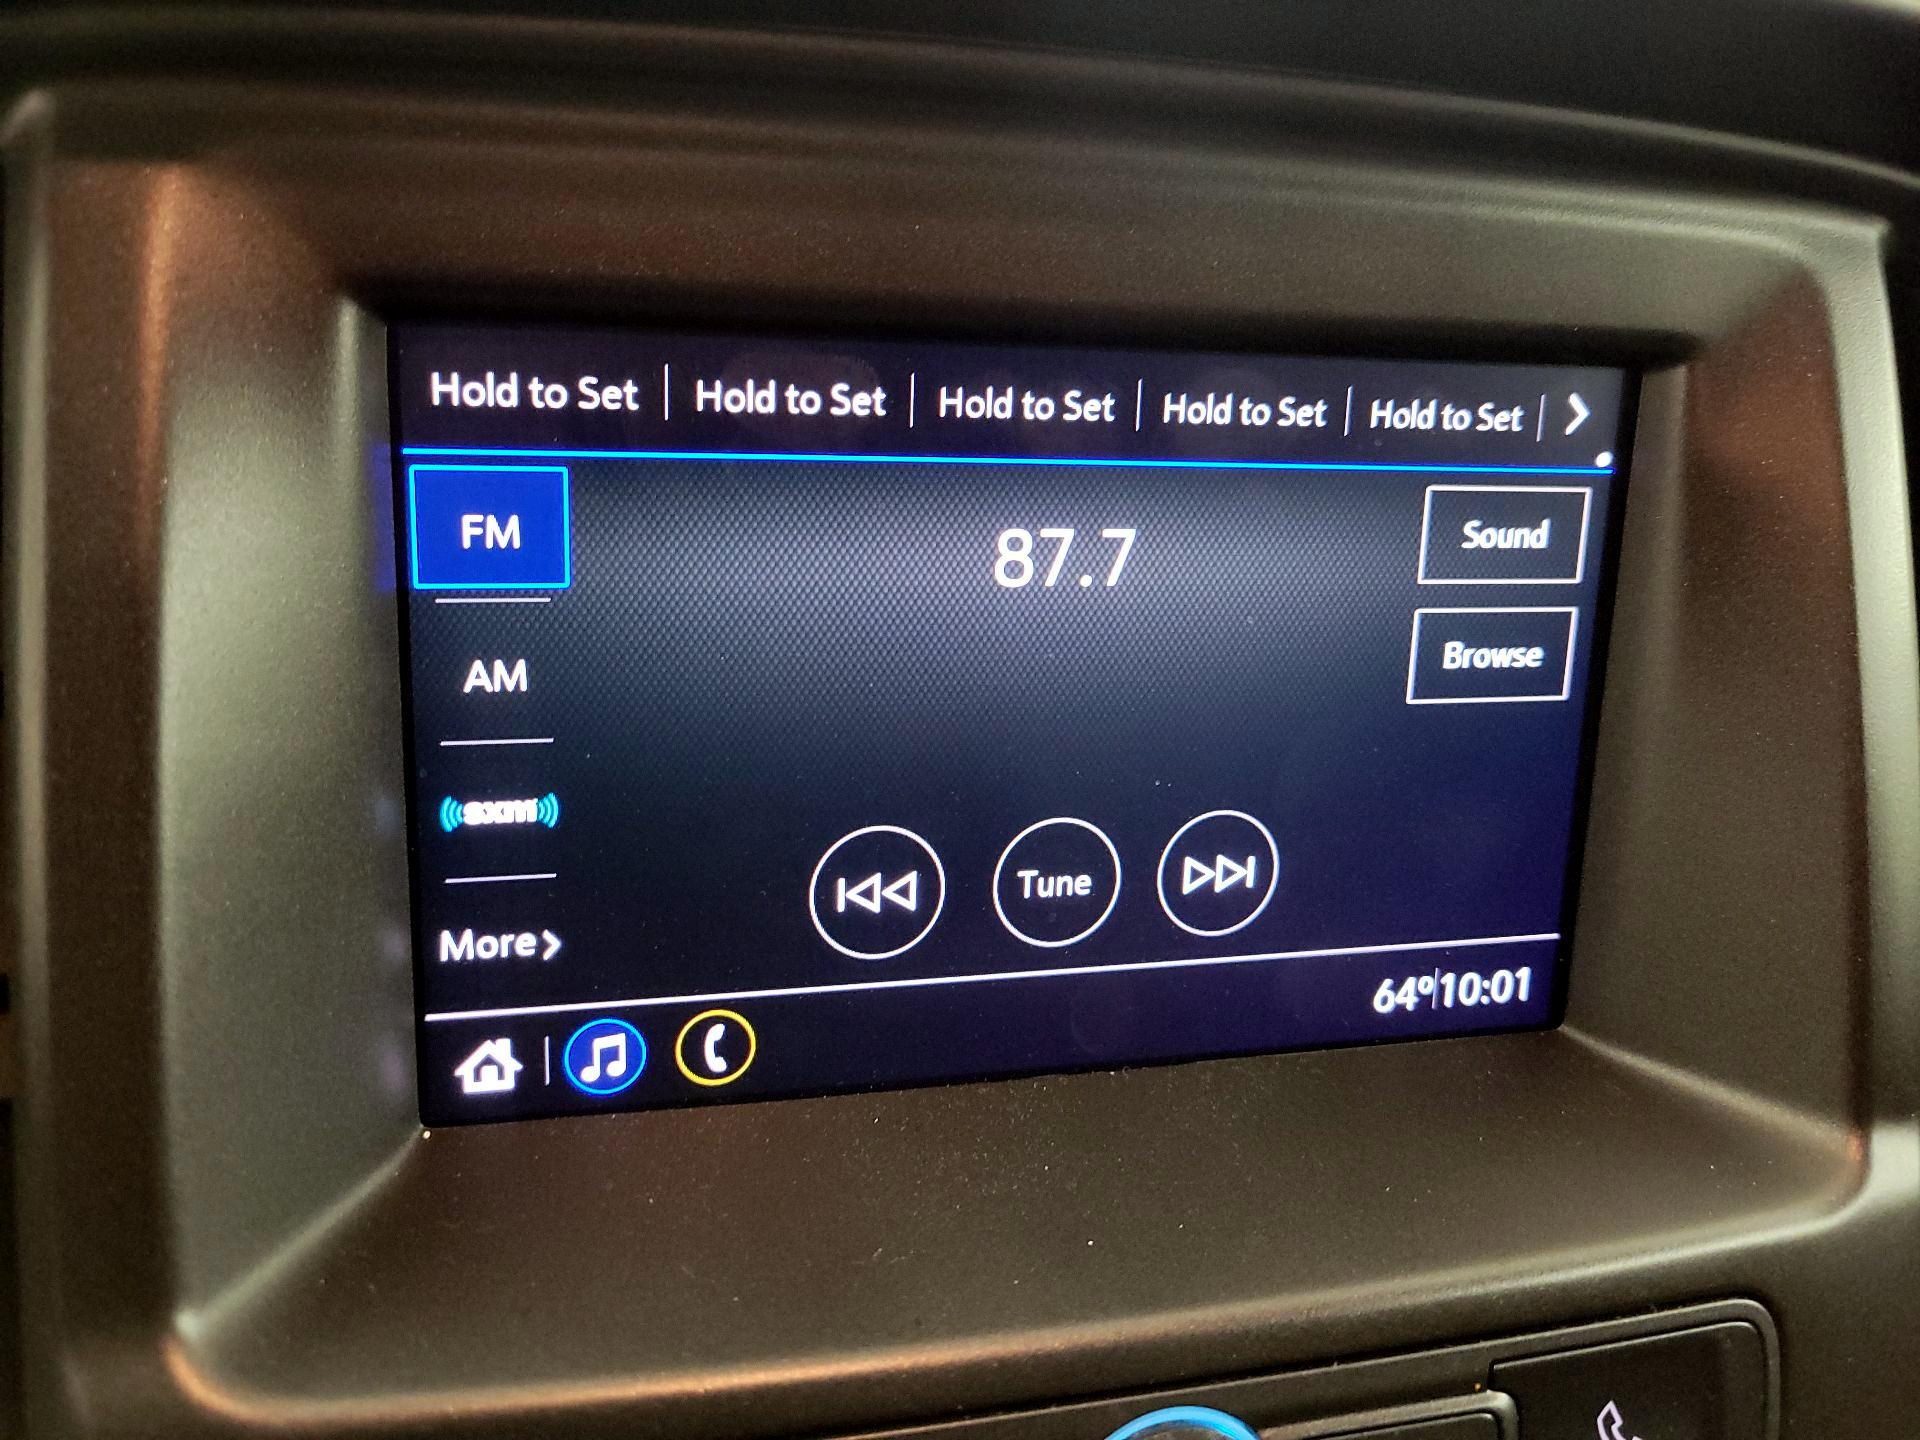 Hold to Set | Hold to Set | Hold to Set | Hold to Set | Hold to Set | >
FM
87.7
Sound
Browse
AM
sxm
Tune
More>
64º|10:01